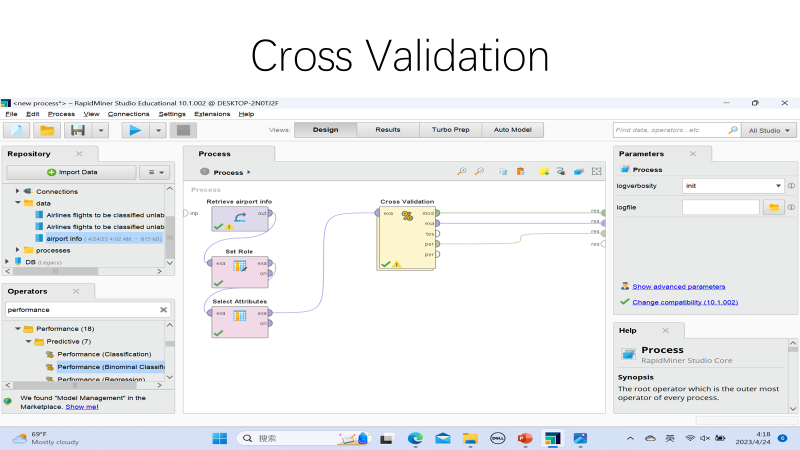 Cross Validation
<new process*> – RapidMiner Studio Educational 10.1.002 @ DESKTOP-2N0TJ2F
File Edit Process View Connections Settings Extensions Help
Views: Design Results Turbo Prep Auto Model
Find data, operators...etc
All Studio
Repository
Import Data
Connections
data
Airlines flights to be classified unlab
Airlines flights to be classified unlab
airport info (4/24/23 4:02 AM - 815 kB)
processes
DB (Legacy)
Operators
performance
Performance (18)
Predictive (7)
Performance (Classification)
Performance (Binominal Classifi
Performance (Regression)
We found "Model Management" in the
Marketplace. Show me!
Process
Process
Process
inp
Retrieve airport info
out
Set Role
exa exa
ori
Select Attributes
exa exa
ori
Cross Validation
exa mod
exa
tes
per
per
res
res
res
res
Parameters
Process
logverbosity init
logfile
Show advanced parameters
Change compatibility (10.1.002)
Help
Process
RapidMiner Studio Core
Synopsis
The root operator which is the outer most
operator of every process.
69°F
Mostly cloudy
搜索
DELL
英
4:18
2023/4/24
6